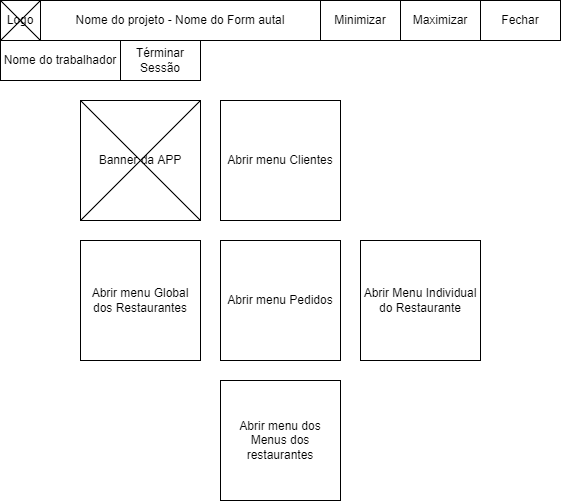 Logo
Nome do projeto - Nome do Form autal
Minimizar
Maximizar
Fechar
Nome do trabalhador
Términar
Sessão
Banner da APP
Abrir menu Clientes
Abrir menu Global
dos Restaurantes
Abrir menu Pedidos
Abrir Menu Individual
do Restaurante
Abrir menu dos
Menus dos
restaurantes